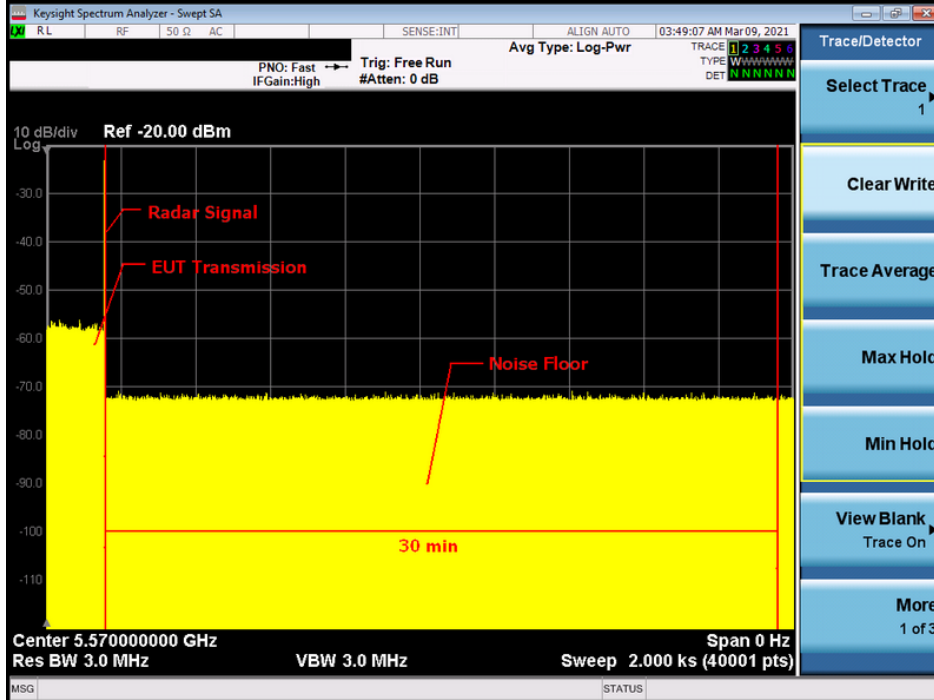 Keysight Spectrum Analyzer - Swept SA
LXI RL RF 50 Ω AC SENSE:INT ALIGN AUTO 03:49:07 AM Mar 09, 2021
Avg Type: Log-Pwr
TRACE 1 2 3 4 5 6
TYPE WWWWWW
DET N N N N N N
PNO: Fast
IFGain:High
Trig: Free Run
#Atten: 0 dB
10 dB/div
Log
Ref -20.00 dBm
-30.0
-40.0
-50.0
-60.0
-70.0
-80.0
-90.0
-100
-110
Radar Signal
EUT Transmission
Noise Floor
30 min
Center 5.570000000 GHz
Span 0 Hz
Res BW 3.0 MHz
VBW 3.0 MHz
Sweep 2.000 ks (40001 pts)
MSG
STATUS
Trace/Detector
Select Trace
1
Clear Write
Trace Average
Max Hold
Min Hold
View Blank
Trace On
More
1 of 3